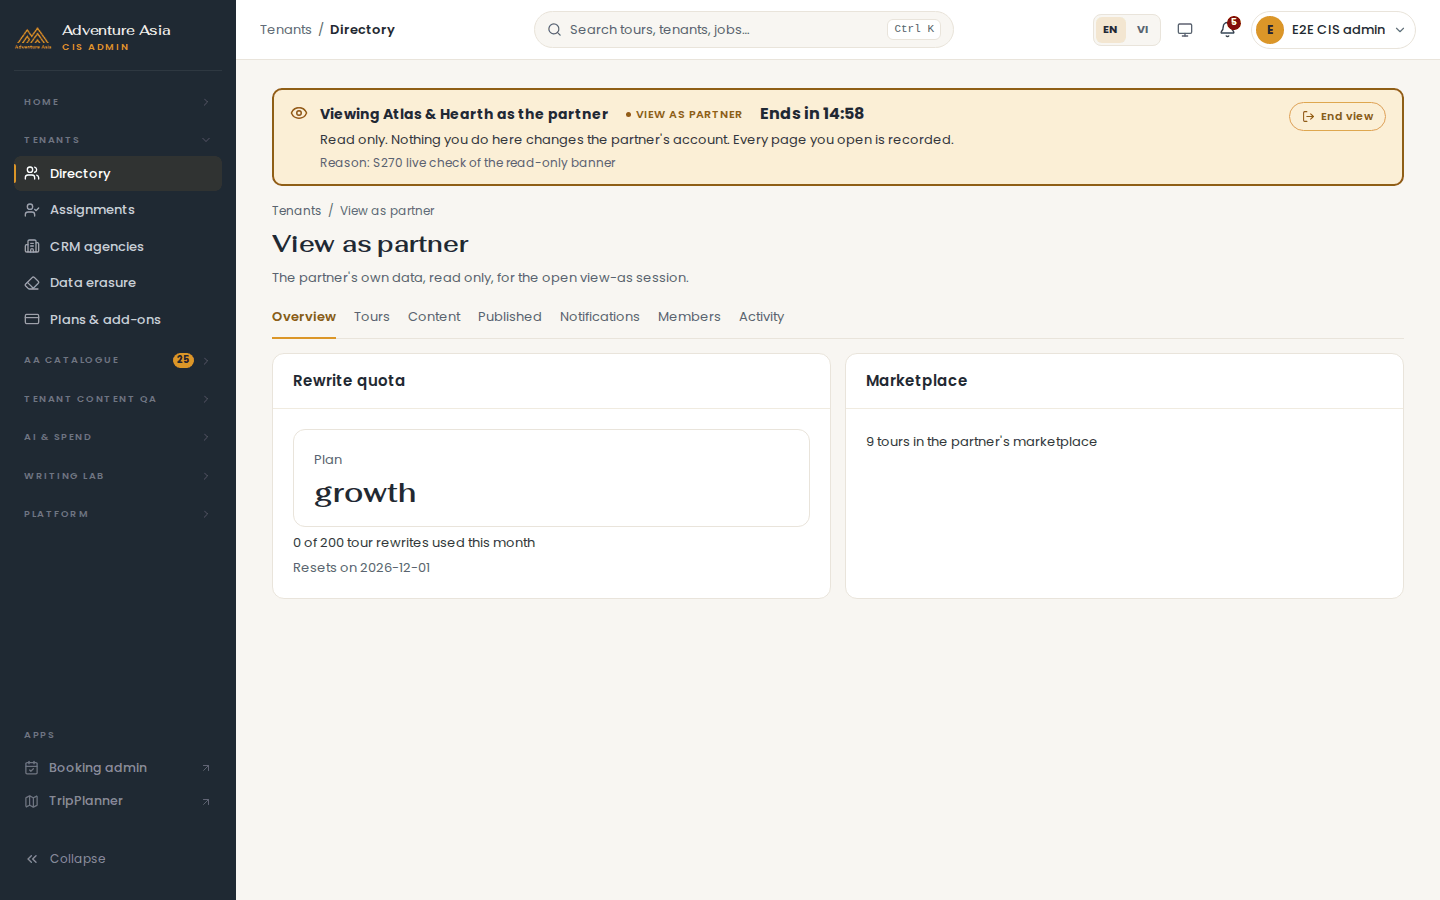 Adventure Asia
CIS ADMIN
Adventure Asia
HOME
TENANTS
Directory
Assignments
CRM agencies
Data erasure
Plans & add-ons
AA CATALOGUE 25
TENANT CONTENT QA
AI & SPEND
WRITING LAB
PLATFORM
APPS
Booking admin
TripPlanner
Collapse
Tenants / Directory
Search tours, tenants, jobs... Ctrl K
EN VI
5
E E2E CIS admin
Viewing Atlas & Hearth as the partner VIEW AS PARTNER Ends in 14:58
End view
Read only. Nothing you do here changes the partner's account. Every page you open is recorded.
Reason: S270 live check of the read-only banner
Tenants / View as partner
View as partner
The partner's own data, read only, for the open view-as session.
Overview Tours Content Published Notifications Members Activity
Rewrite quota
Plan
growth
0 of 200 tour rewrites used this month
Resets on 2026-12-01
Marketplace
9 tours in the partner's marketplace